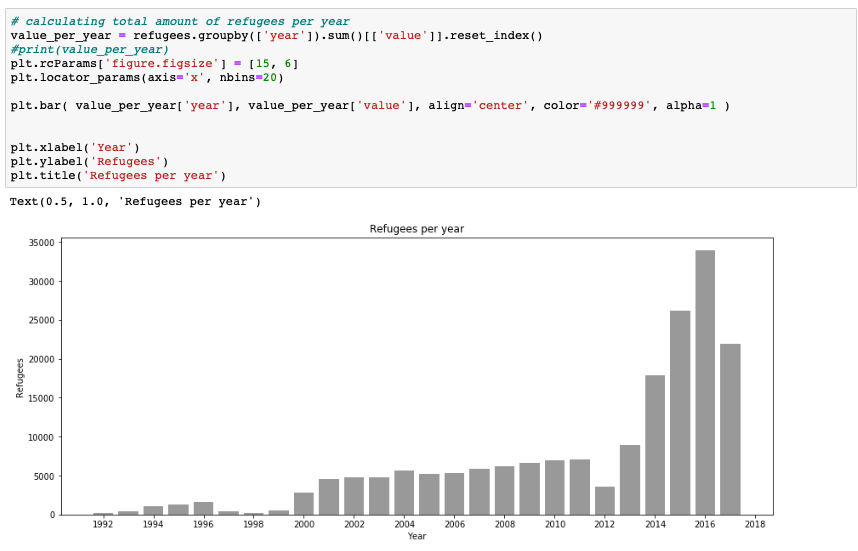 # calculating total amount of refugees per year
value_per_year = refugees.groupby(['year']).sum()[['value']].reset_index()
#print(value_per_year)
plt.rcParams['figure.figsize'] = [15, 6]
plt.locator_params(axis='x', nbins=20)
plt.bar( value_per_year['year'], value_per_year['value'], align='center', color='#999999', alpha=1 )
plt.xlabel('Year')
plt.ylabel('Refugees')
plt.title('Refugees per year')
Text(0.5, 1.0, 'Refugees per year')
Refugees per year
35000
30000
25000
20000
15000
10000
5000
0
Refugees
1992 1994 1996 1998 2000 2002 2004 2006 2008 2010 2012 2014 2016 2018
Year